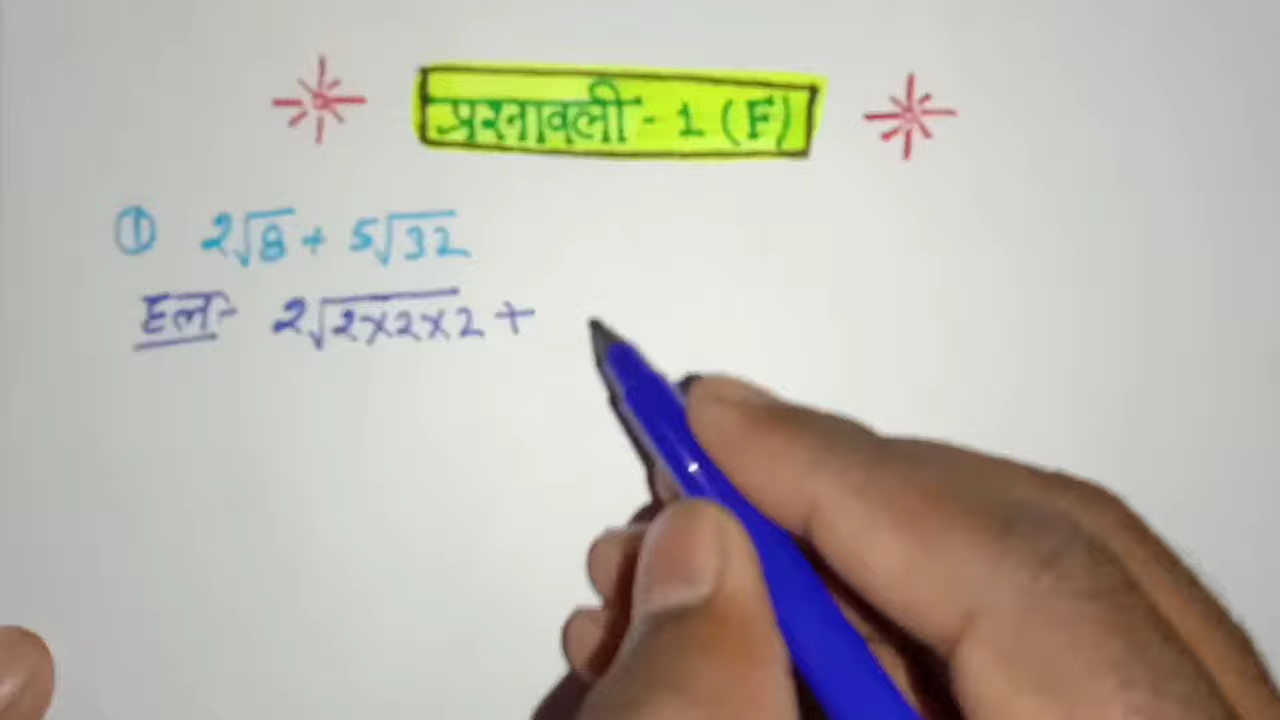 प्रश्नावली - 1 (F)
① 2√8 + 5√32
हल:- 2√2×2×2 +